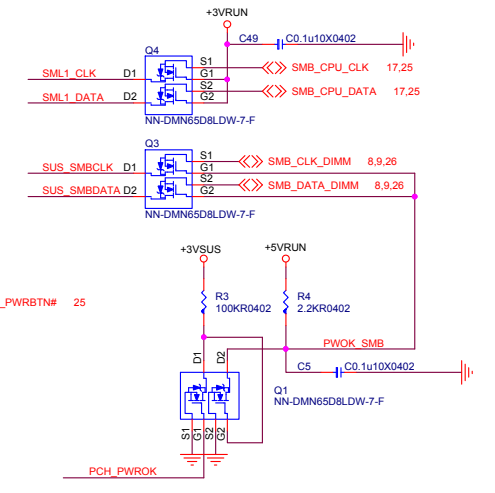 +3VRUN
C49 C0.1u10X0402
Q4
SML1_CLK D1 S1 SMB_CPU_CLK 17,25
G1
S2 SMB_CPU_DATA 17,25
SML1_DATA D2 G2
NN-DMN65D8LDW-7-F
Q3
S1 SMB_CLK_DIMM 8,9,26
SUS_SMBCLK D1 G1
S2 SMB_DATA_DIMM 8,9,26
SUS_SMBDATA D2 G2
NN-DMN65D8LDW-7-F
+3VSUS +5VRUN
_PWRBTN# 25
R3 R4
100KR0402 2.2KR0402
PWOK_SMB
D1 D2
C5 C0.1u10X0402
Q1
NN-DMN65D8LDW-7-F
S1 G1 S2 G2
PCH_PWROK